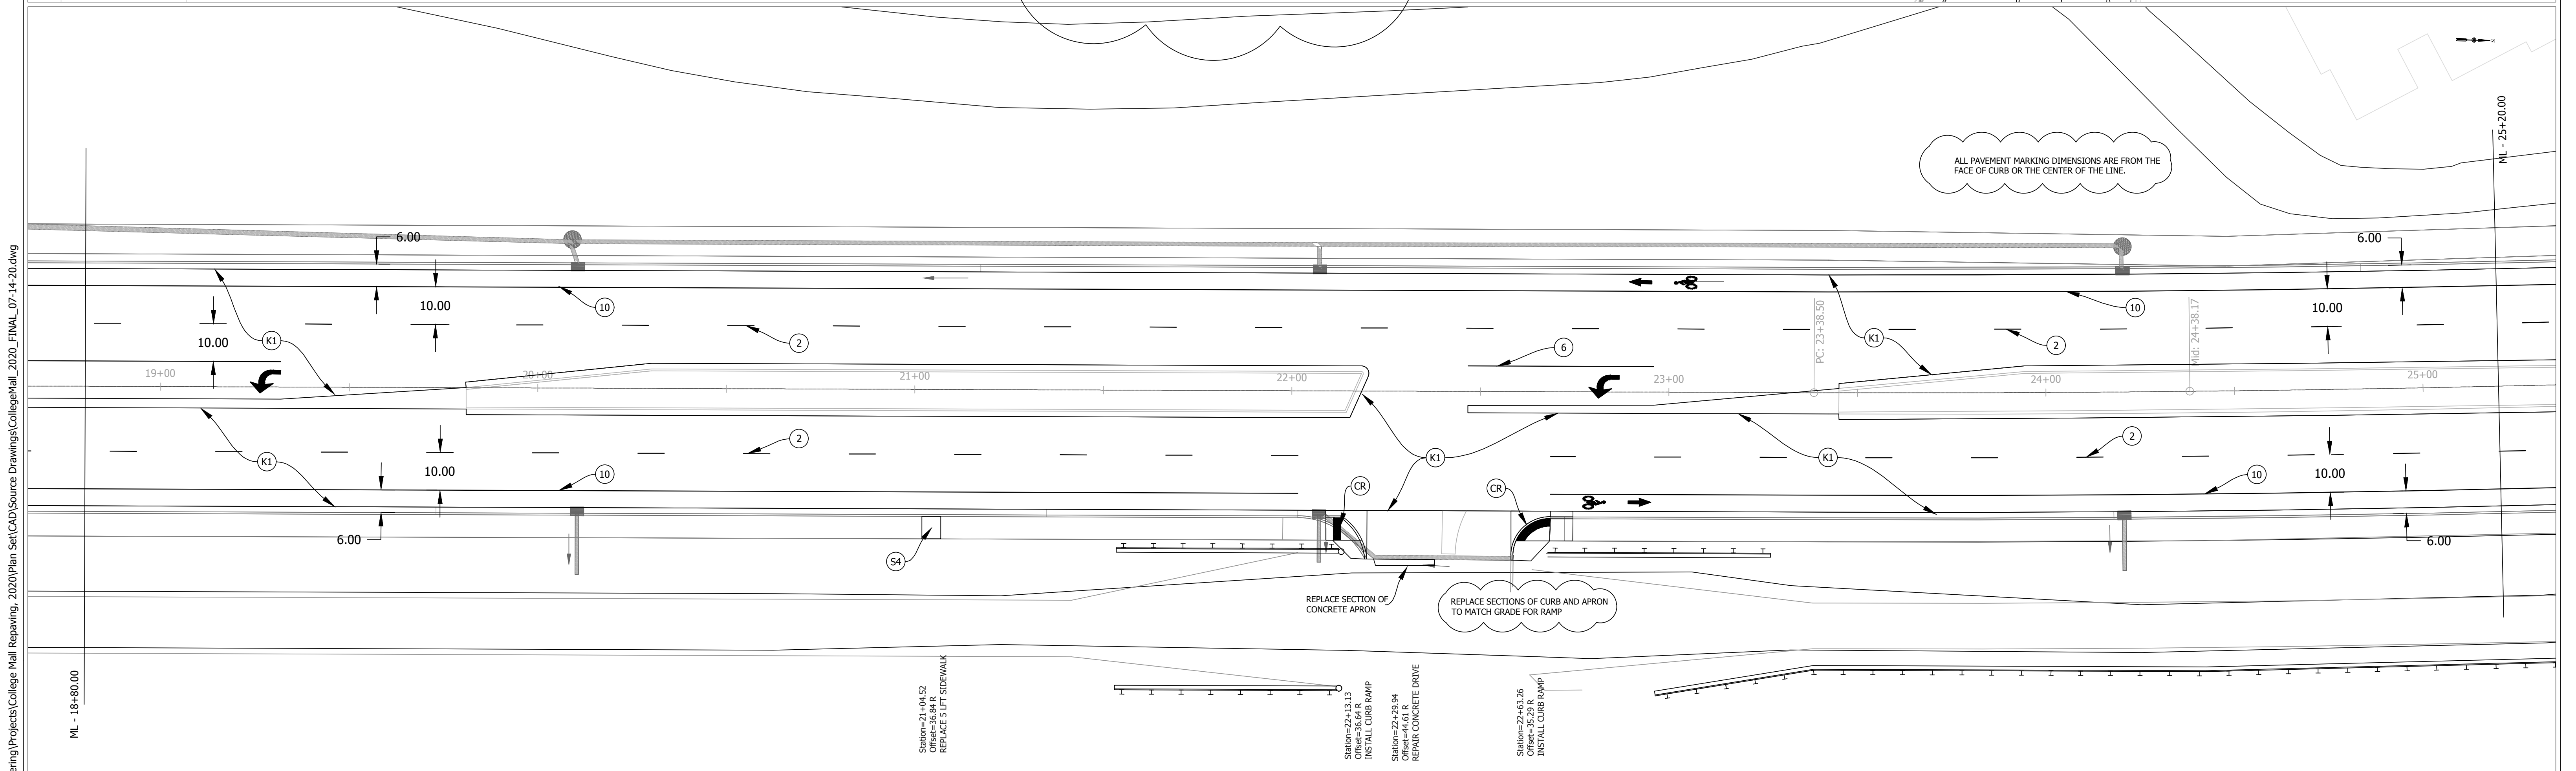 ering\Projects\College Mall Repaving, 2020\Plan Set\CAD\Source Drawings\CollegeMall_2020_FINAL_07-14-20.dwg
ML - 18+80.00
ML - 25+20.00
ALL PAVEMENT MARKING DIMENSIONS ARE FROM THE
FACE OF CURB OR THE CENTER OF THE LINE.
6.00
6.00
10.00
10
10
10.00
10.00
K1
2
6
K1
2
PC: 23+38.50
Mid: 24+38.17
19+00
20+00
21+00
22+00
23+00
24+00
25+00
K1
10.00
2
10
K1
K1
2
10
10.00
CR
CR
6.00
S4
6.00
REPLACE SECTION OF
CONCRETE APRON
REPLACE SECTIONS OF CURB AND APRON
TO MATCH GRADE FOR RAMP
Station=21+04.52
Offset=36.84 R
REPLACE 5 LFT SIDEWALK
Station=22+13.13
Offset=36.64 R
INSTALL CURB RAMP
Station=22+29.94
Offset=44.61 R
REPAIR CONCRETE DRIVE
Station=22+63.26
Offset=35.29 R
INSTALL CURB RAMP